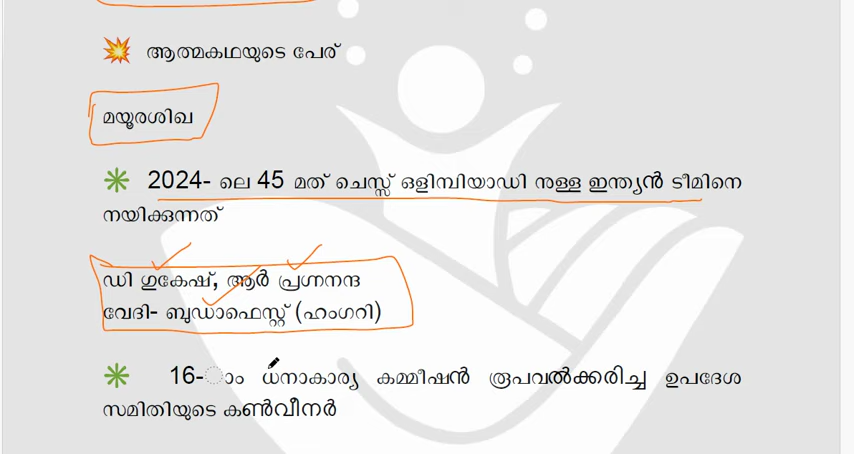 ആത്മകഥയുടെ പേര്
മയൂരശിഖ
2024- ലെ 45 മത് ചെസ്സ് ഒളിമ്പിയാഡി നുള്ള ഇന്ത്യൻ ടീമിനെ
നയിക്കുന്നത്
ഡി ഗുകേഷ്, ആർ പ്രഗ്നനന്ദ
വേദി- ബുഡാഫെസ്റ്റ് (ഹംഗറി)
16-ാം ധനാകാര്യ കമ്മീഷൻ രൂപവൽക്കരിച്ച ഉപദേശ
സമിതിയുടെ കൺവീനർ